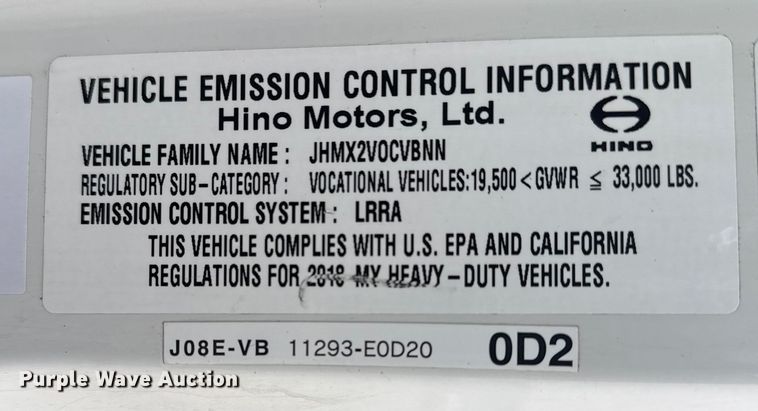 VEHICLE EMISSION CONTROL INFORMATION
Hino Motors, Ltd.
HINO
VEHICLE FAMILY NAME : JHMX2VOCVBNN
REGULATORY SUB-CATEGORY : VOCATIONAL VEHICLES:19,500 < GVWR ≤ 33,000 LBS.
EMISSION CONTROL SYSTEM : LRRA
THIS VEHICLE COMPLIES WITH U.S. EPA AND CALIFORNIA
REGULATIONS FOR 2018 MY HEAVY-DUTY VEHICLES.
J08E-VB 11293-E0D20 0D2
Purple Wave Auction